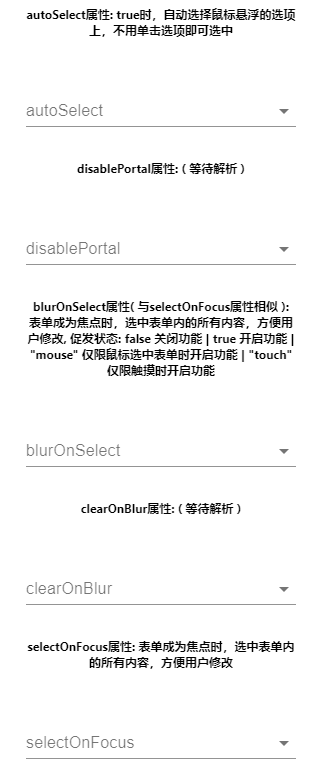 autoSelect属性: true时，自动选择鼠标悬浮的选项
上，不用单击选项即可选中
autoSelect
disablePortal属性: ( 等待解析 )
disablePortal
blurOnSelect属性( 与selectOnFocus属性相似 ):
表单成为焦点时，选中表单内的所有内容，方便用
户修改, 促发状态: false 关闭功能 | true 开启功能 |
"mouse" 仅限鼠标选中表单时开启功能 | "touch"
仅限触摸时开启功能
blurOnSelect
clearOnBlur属性: ( 等待解析 )
clearOnBlur
selectOnFocus属性: 表单成为焦点时，选中表单内
的所有内容，方便用户修改
selectOnFocus